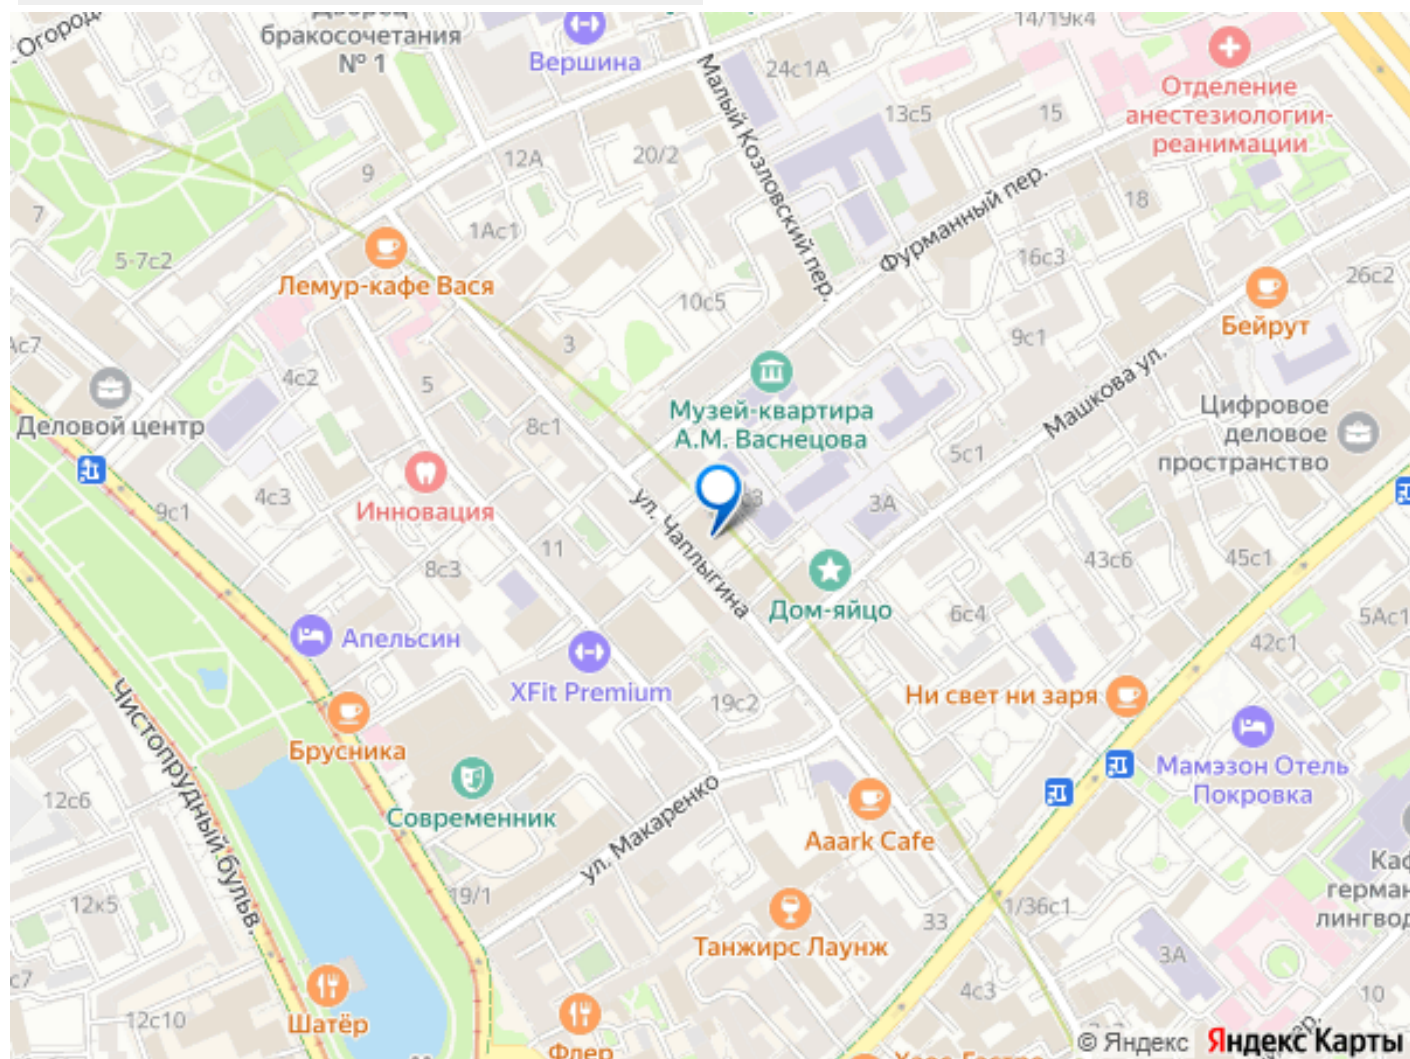 Огород
Дворец
бракосочетания
№ 1
Вершина
14/19к4
24с1А
Малый Козловский пер.
Отделение
анестезиологии-
реанимации
13с5
15
12А
20/2
9
Фурманный пер.
18
7
1Ас1
5-7с2
16с3
26с2
Лемур-кафе Вася
10с5
Бейрут
9с1
3
4с2
5
Машкова ул.
Музей-квартира
А.М. Васнецова
Цифровое
деловое
пространство
Деловой центр
8с1
5с1
4с3
9с1
Инновация
ул. Чаплыгина
3А
11
8с3
43с6
45с1
Дом-яйцо
6с4
5Ас1
Апельсин
42с1
XFit Premium
19с2
Ни свет ни заря
Чистопрудный бульв.
Брусника
Мамэзон Отель
Покровка
12с6
Современник
ул. Макаренко
Aaark Cafe
19/1
12к5
1/36с1
33
Танжирс Лаунж
3А
4с3
10
12с10
Шатёр
Флер
© Яндекс Яндекс Карты